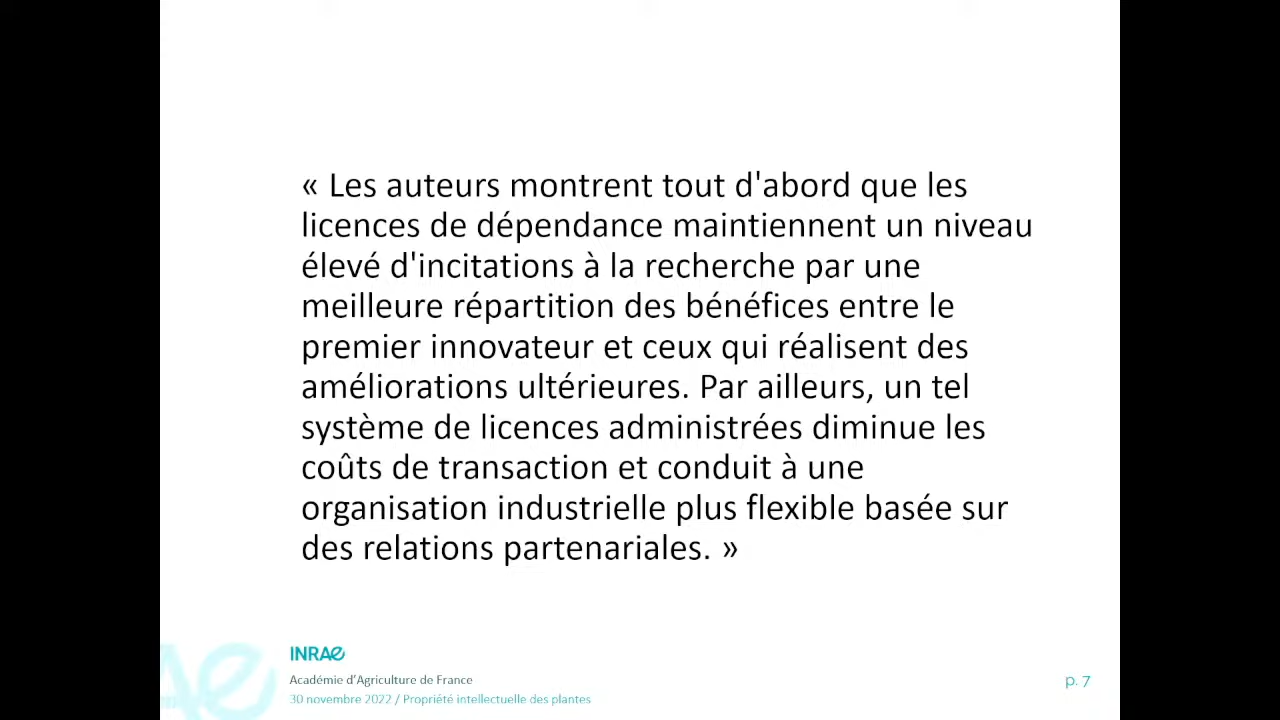 « Les auteurs montrent tout d'abord que les
licences de dépendance maintiennent un niveau
élevé d'incitations à la recherche par une
meilleure répartition des bénéfices entre le
premier innovateur et ceux qui réalisent des
améliorations ultérieures. Par ailleurs, un tel
système de licences administrées diminue les
coûts de transaction et conduit à une
organisation industrielle plus flexible basée sur
des relations partenariales. »
INRAE
Académie d’Agriculture de France
30 novembre 2022 / Propriété intellectuelle des plantes
p. 7